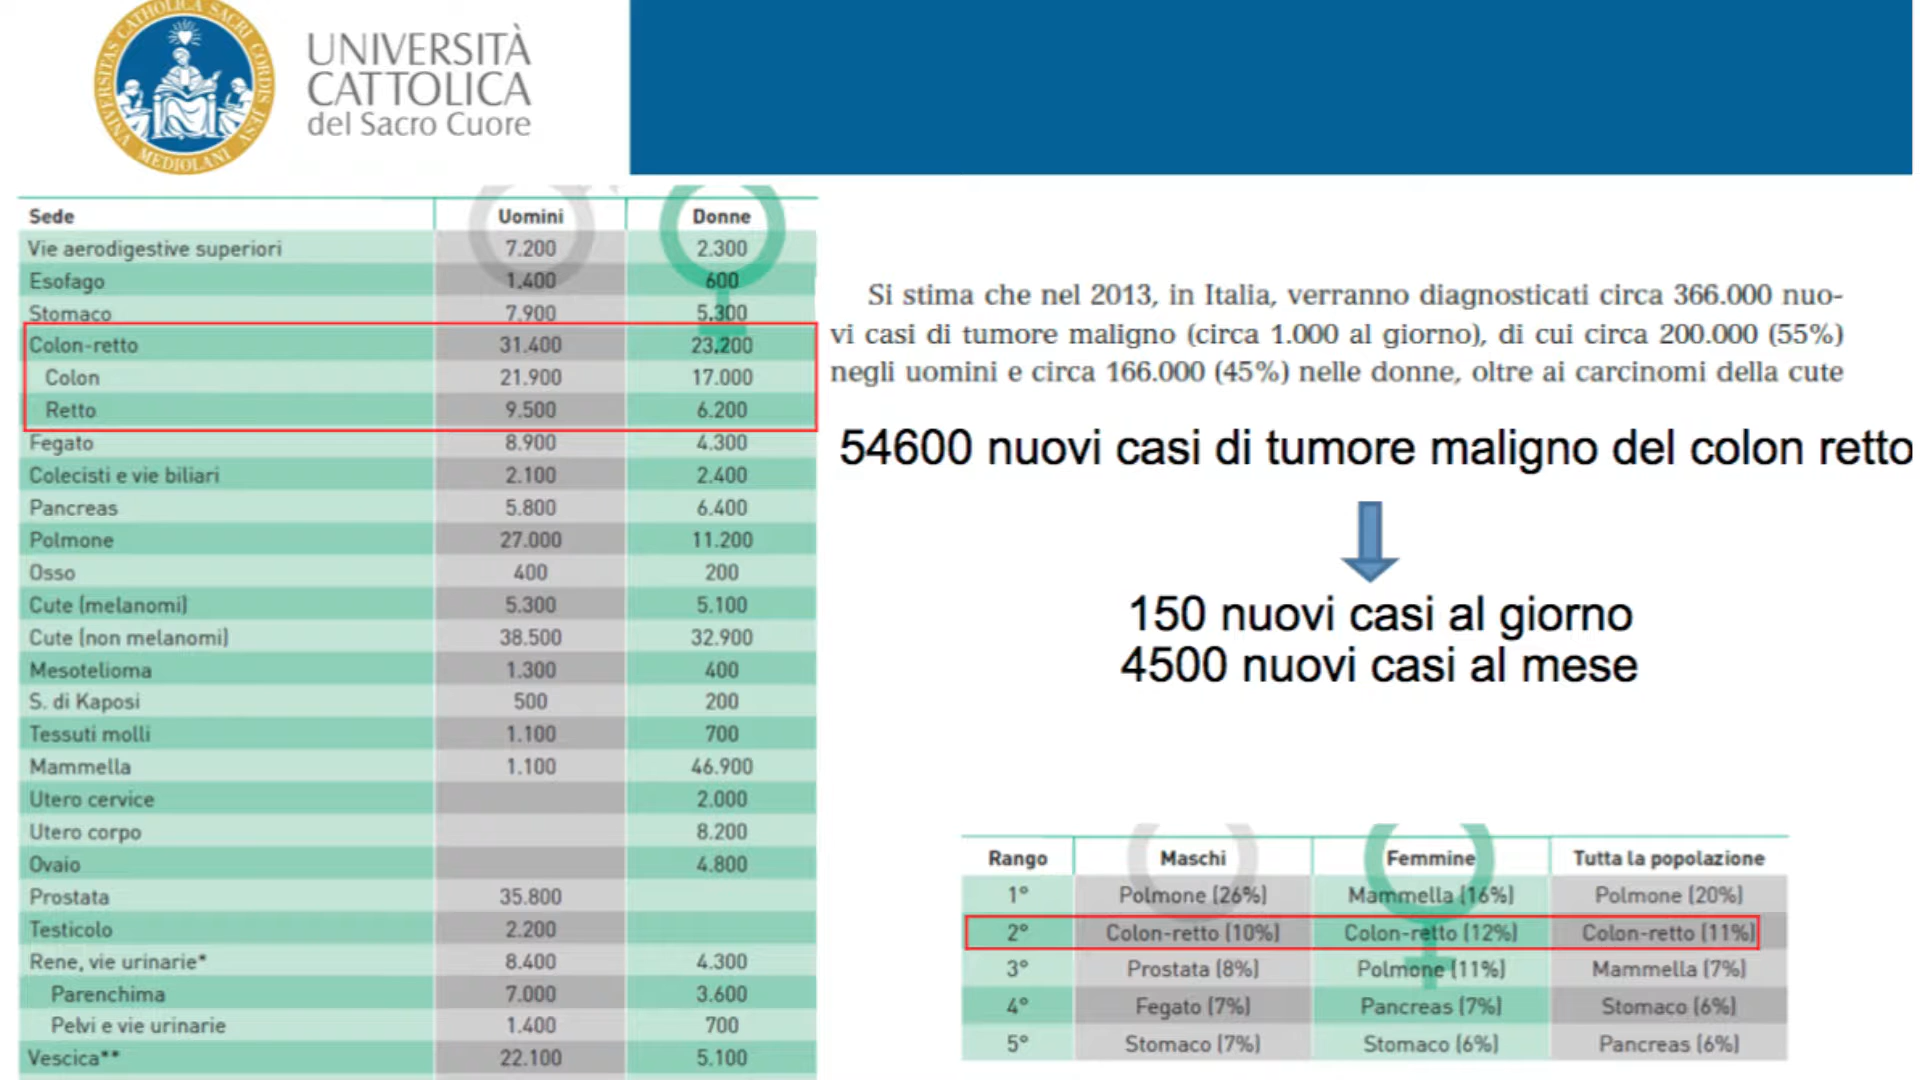 UNIVERSITAS CATHOLICA SACRI CORDIS JESU
MEDIOLANI
UNIVERSITÀ
CATTOLICA
del Sacro Cuore
Sede Uomini Donne
Vie aerodigestive superiori 7.200 2.300
Esofago 1.400 600
Stomaco 7.900 5.300
Colon-retto 31.400 23.200
Colon 21.900 17.000
Retto 9.500 6.200
Fegato 8.900 4.300
Colecisti e vie biliari 2.100 2.400
Pancreas 5.800 6.400
Polmone 27.000 11.200
Osso 400 200
Cute (melanomi) 5.300 5.100
Cute (non melanomi) 38.500 32.900
Mesotelioma 1.300 400
S. di Kaposi 500 200
Tessuti molli 1.100 700
Mammella 1.100 46.900
Utero cervice 2.000
Utero corpo 8.200
Ovaio 4.800
Prostata 35.800
Testicolo 2.200
Rene, vie urinarie* 8.400 4.300
Parenchima 7.000 3.600
Pelvi e vie urinarie 1.400 700
Vescica** 22.100 5.100
Si stima che nel 2013, in Italia, verranno diagnosticati circa 366.000 nuo-
vi casi di tumore maligno (circa 1.000 al giorno), di cui circa 200.000 (55%)
negli uomini e circa 166.000 (45%) nelle donne, oltre ai carcinomi della cute
54600 nuovi casi di tumore maligno del colon retto
150 nuovi casi al giorno
4500 nuovi casi al mese
Rango Maschi Femmine Tutta la popolazione
1° Polmone (26%) Mammella (16%) Polmone (20%)
2° Colon-retto (10%) Colon-retto (12%) Colon-retto (11%)
3° Prostata (8%) Polmone (11%) Mammella (7%)
4° Fegato (7%) Pancreas (7%) Stomaco (6%)
5° Stomaco (7%) Stomaco (6%) Pancreas (6%)